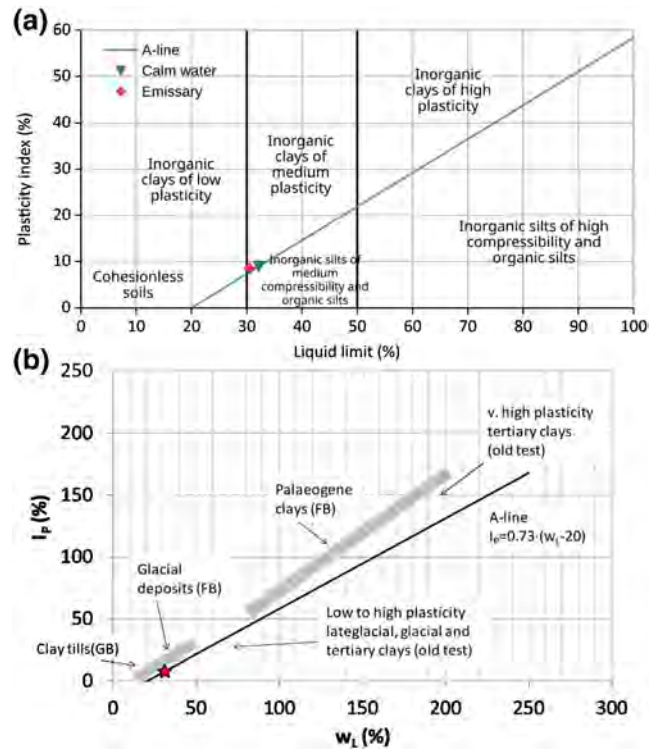 (a)
60
50
40
30
20
10
0
Plasticity index (%)
A-line
Calm water
Emissary
Inorganic
clays of high
plasticity
Inorganic
clays of low
plasticity
Inorganic
clays of
medium
plasticity
Inorganic silts of high
compressibility and
organic silts
Cohesionless
soils
Inorganic silts of
medium
compressibility and
organic silts
0 10 20 30 40 50 60 70 80 90 100
Liquid limit (%)
(b)
250
200
150
100
50
0
I_P (%)
v. high plasticity
tertiary clays
(old test)
Palaeogene
clays (FB)
A-line
I_P=0.73·(w_L-20)
Glacial
deposits (FB)
Low to high plasticity
lateglacial, glacial and
tertiary clays (old test)
Clay tills(GB)
0 50 100 150 200 250 300
w_L (%)